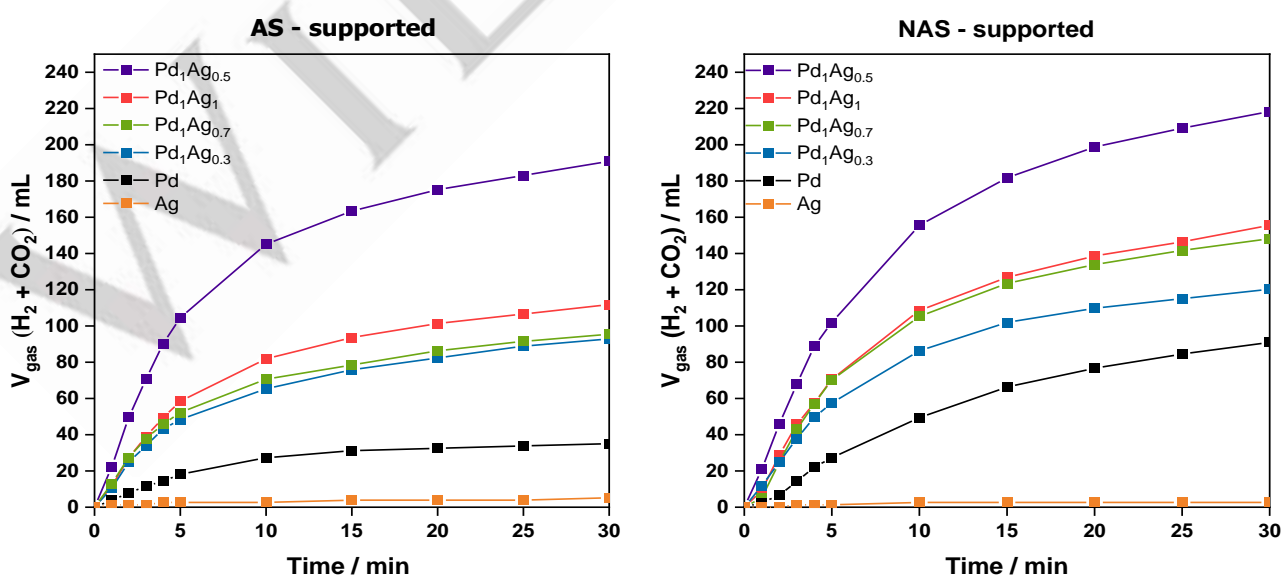 AS - supported
240
220
200
180
160
140
120
100
80
60
40
20
0
V₍gas₎ (H₂ + CO₂) / mL
Pd₁Ag₀.₅
Pd₁Ag₁
Pd₁Ag₀.₇
Pd₁Ag₀.₃
Pd
Ag
0 5 10 15 20 25 30
Time / min
NAS - supported
240
220
200
180
160
140
120
100
80
60
40
20
0
V₍gas₎ (H₂ + CO₂) / mL
Pd₁Ag₀.₅
Pd₁Ag₁
Pd₁Ag₀.₇
Pd₁Ag₀.₃
Pd
Ag
0 5 10 15 20 25 30
Time / min